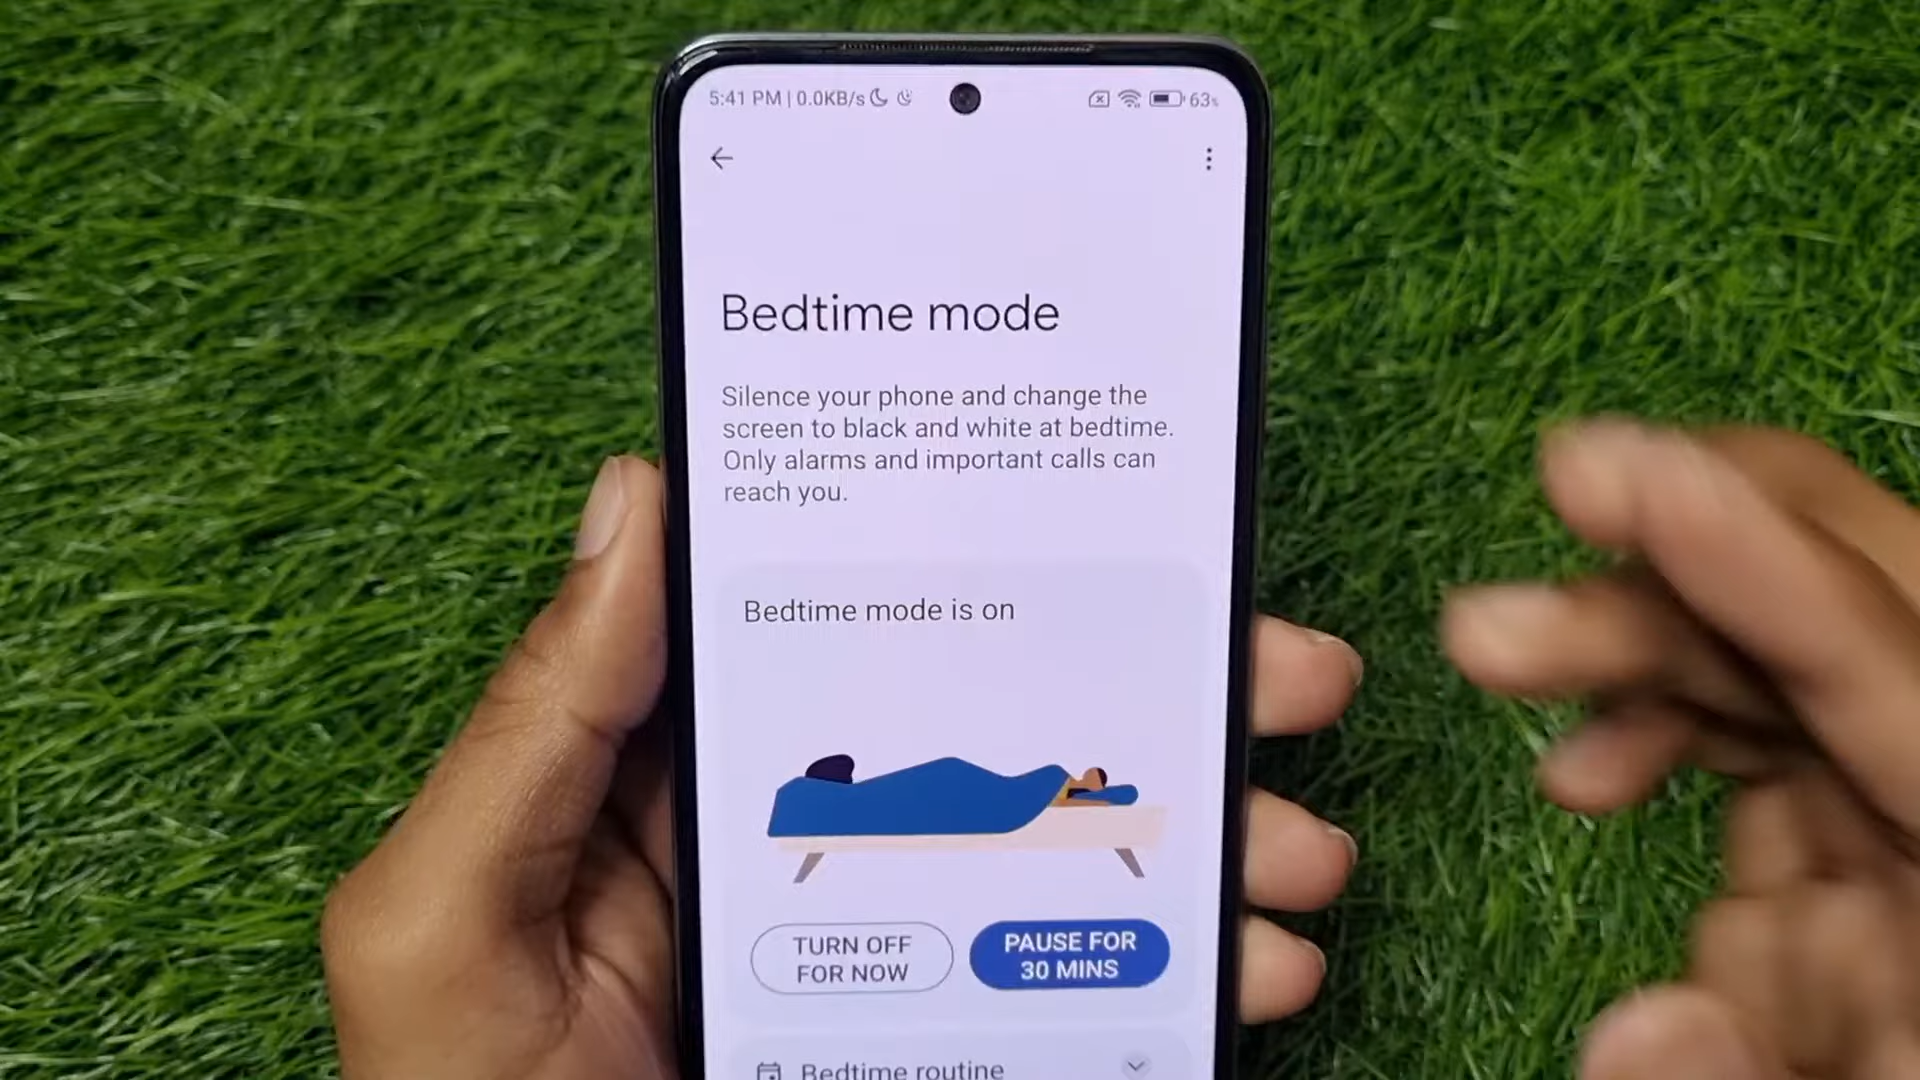 5:41 PM | 0.0KB/s 63%
Bedtime mode
Silence your phone and change the
screen to black and white at bedtime.
Only alarms and important calls can
reach you.
Bedtime mode is on
TURN OFF
FOR NOW
PAUSE FOR
30 MINS
Bedtime routine